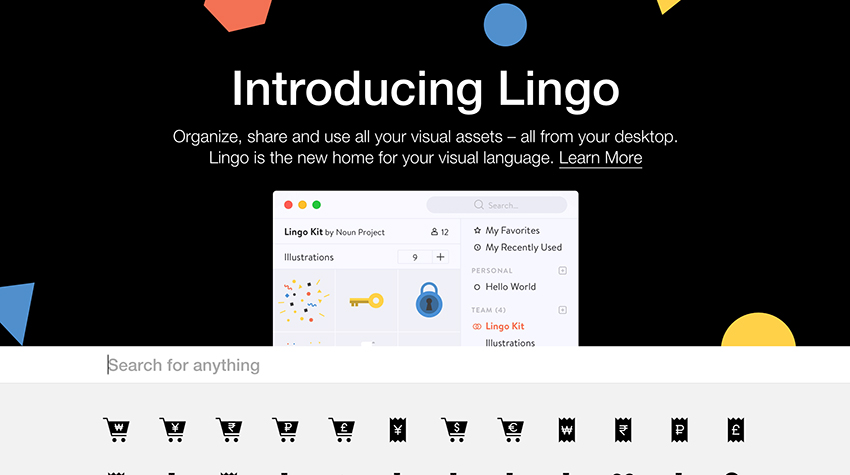 Introducing Lingo
Organize, share and use all your visual assets – all from your desktop.
Lingo is the new home for your visual language. Learn More
Search...
Lingo Kit by Noun Project
12
Illustrations
9
+
My Favorites
My Recently Used
PERSONAL
Hello World
TEAM (4)
Lingo Kit
Illustrations
Search for anything
₩ ¥ ₹ ₽ £ ¥ $ € ₩ ₹ ₽ £